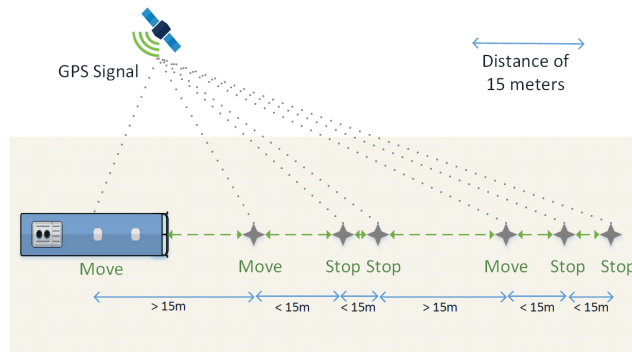 GPS Signal
Distance of
15 meters
Move
Move
Stop
Stop
Move
Stop
Stop
> 15m
< 15m
< 15m
> 15m
< 15m
< 15m